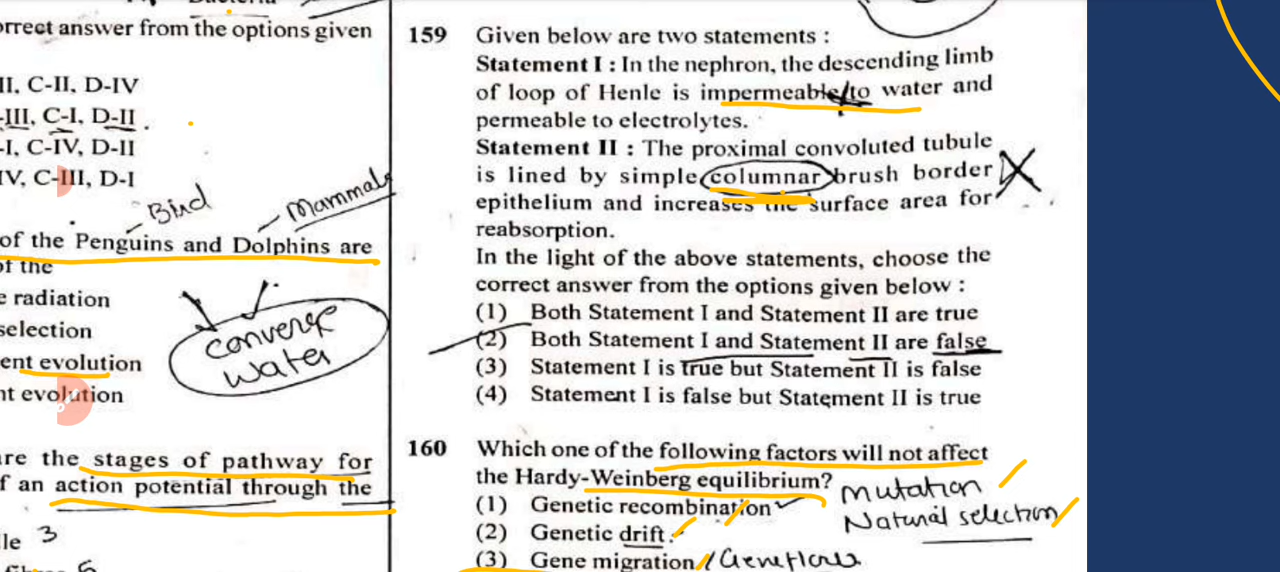 orrect answer from the options given
II, C-II, D-IV
-III, C-I, D-II .
-I, C-IV, D-II
IV, C-III, D-I
Bird
Mammals
of the Penguins and Dolphins are
of the
e radiation
selection
ent evolution
nt evolution
converge
water
re the stages of pathway for
f an action potential through the
le 3
159 Given below are two statements :
Statement I : In the nephron, the descending limb
of loop of Henle is impermeable to water and
permeable to electrolytes.
Statement II : The proximal convoluted tubule
is lined by simple columnar brush border
epithelium and increases the surface area for
reabsorption.
In the light of the above statements, choose the
correct answer from the options given below :
(1) Both Statement I and Statement II are true
(2) Both Statement I and Statement II are false
(3) Statement I is true but Statement II is false
(4) Statement I is false but Statement II is true
160 Which one of the following factors will not affect
the Hardy-Weinberg equilibrium?
Mutation
Natural selection
(1) Genetic recombination
(2) Genetic drift
(3) Gene migration / Geneflow